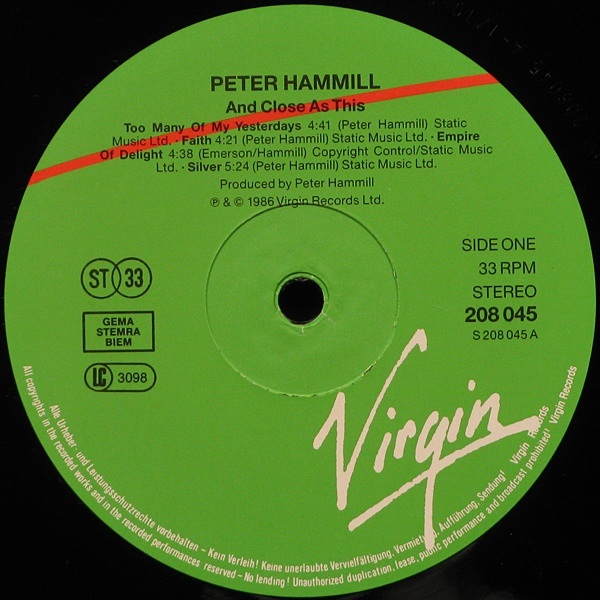 PETER HAMMILL
And Close As This
Too Many Of My Yesterdays 4:41 (Peter Hammill) Static
Music Ltd. · Faith 4:21 (Peter Hammill) Static Music Ltd. · Empire
Of Delight 4:38 (Emerson/Hammill) Copyright Control/Static Music
Ltd. · Silver 5:24 (Peter Hammill) Static Music Ltd.
Produced by Peter Hammill
℗ & © 1986 Virgin Records Ltd.
SIDE ONE
33 RPM
STEREO
208 045
S 208 045 A
ST 33
GEMA
STEMRA
BIEM
LC 3098
Virgin
Alle Urheber- und Leistungsschutzrechte vorbehalten – Kein Verleih! Keine unerlaubte Vervielfältigung, Vermietung, Aufführung, Sendung! Virgin Records
All copyrights in the recorded works and in the recorded performances reserved – No lending! Unauthorized duplication, lease, public performance and broadcast prohibited! Virgin Records